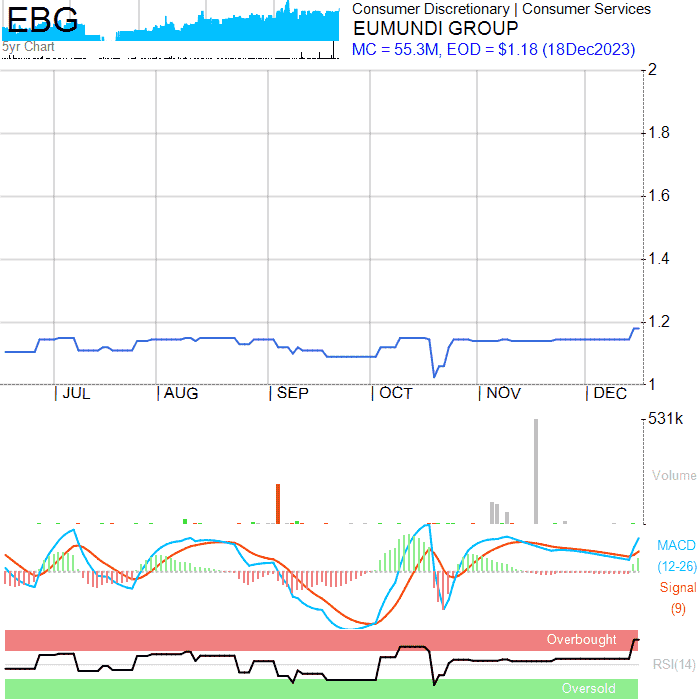 EBG
5yr Chart
Consumer Discretionary | Consumer Services
EUMUNDI GROUP
MC = 55.3M, EOD = $1.18 (18Dec2023)
2
1.8
1.6
1.4
1.2
1
JUL
AUG
SEP
OCT
NOV
DEC
531k
Volume
MACD
(12-26)
Signal
(9)
Overbought
RSI(14)
Oversold